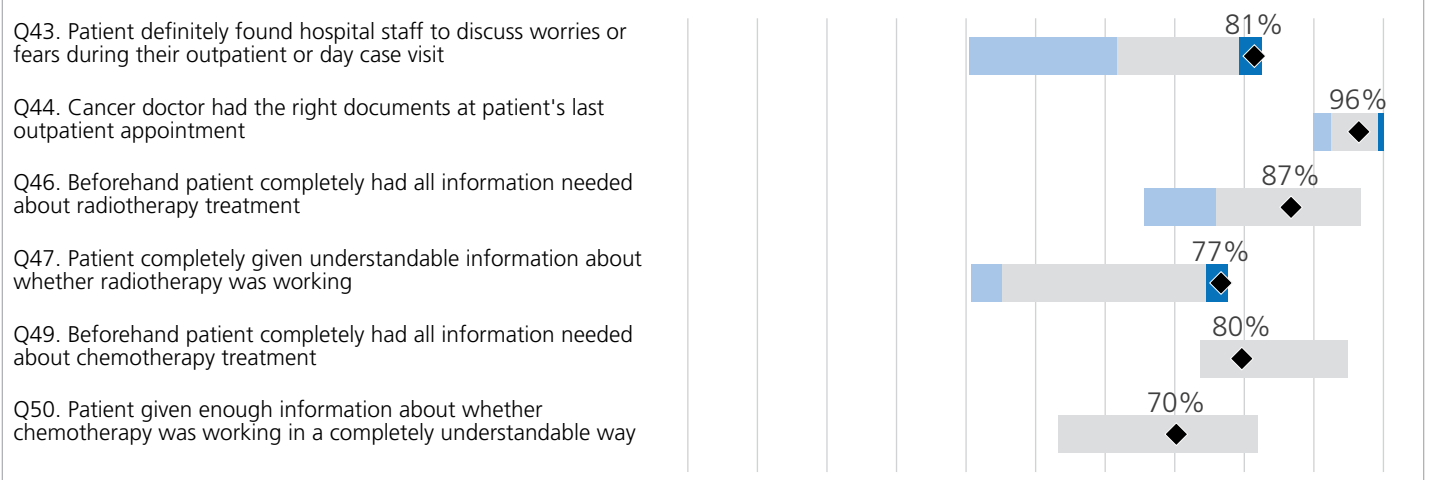 Q43. Patient definitely found hospital staff to discuss worries or
fears during their outpatient or day case visit
81%
Q44. Cancer doctor had the right documents at patient's last
outpatient appointment
96%
Q46. Beforehand patient completely had all information needed
about radiotherapy treatment
87%
Q47. Patient completely given understandable information about
whether radiotherapy was working
77%
Q49. Beforehand patient completely had all information needed
about chemotherapy treatment
80%
Q50. Patient given enough information about whether
chemotherapy was working in a completely understandable way
70%